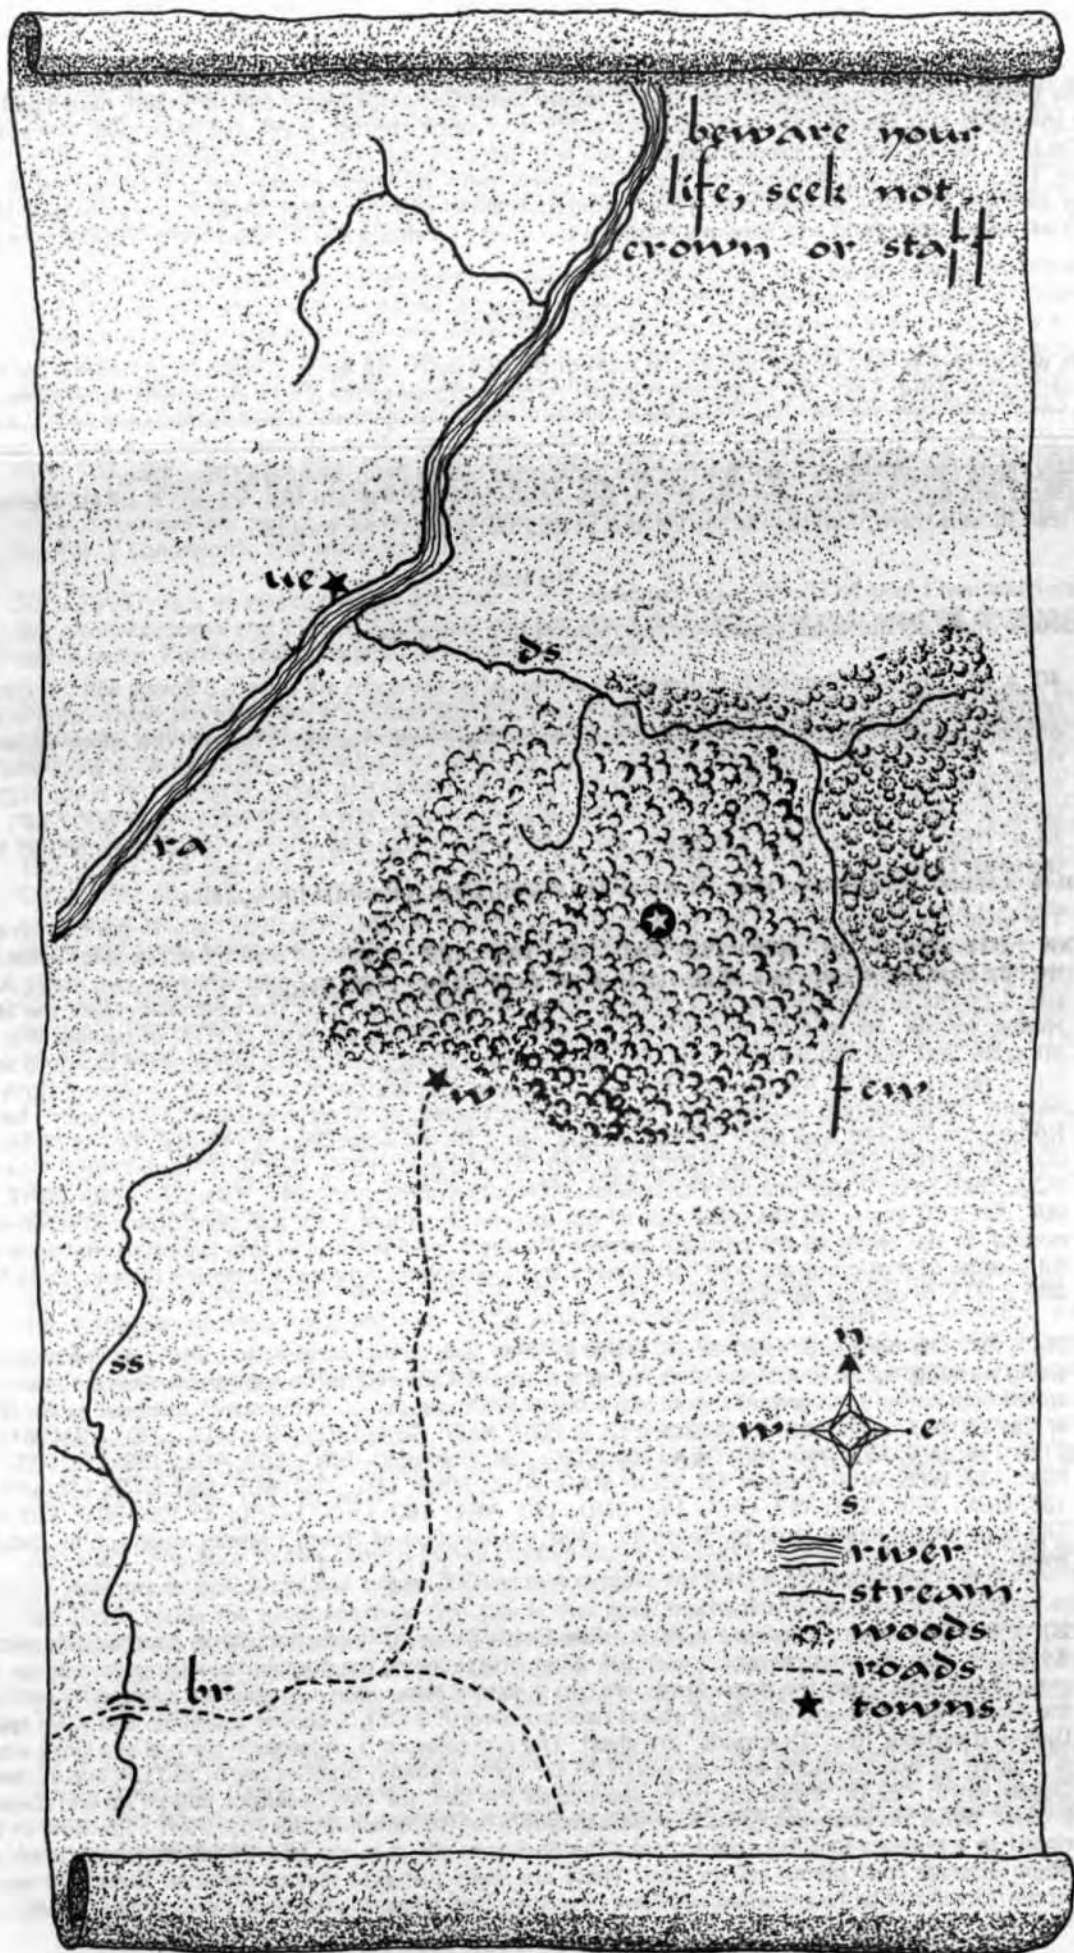 beware your
life, seek not
crown or staff
ue
ds
ra
n
few
ss
n
w e
s
river
stream
woods
roads
towns
br